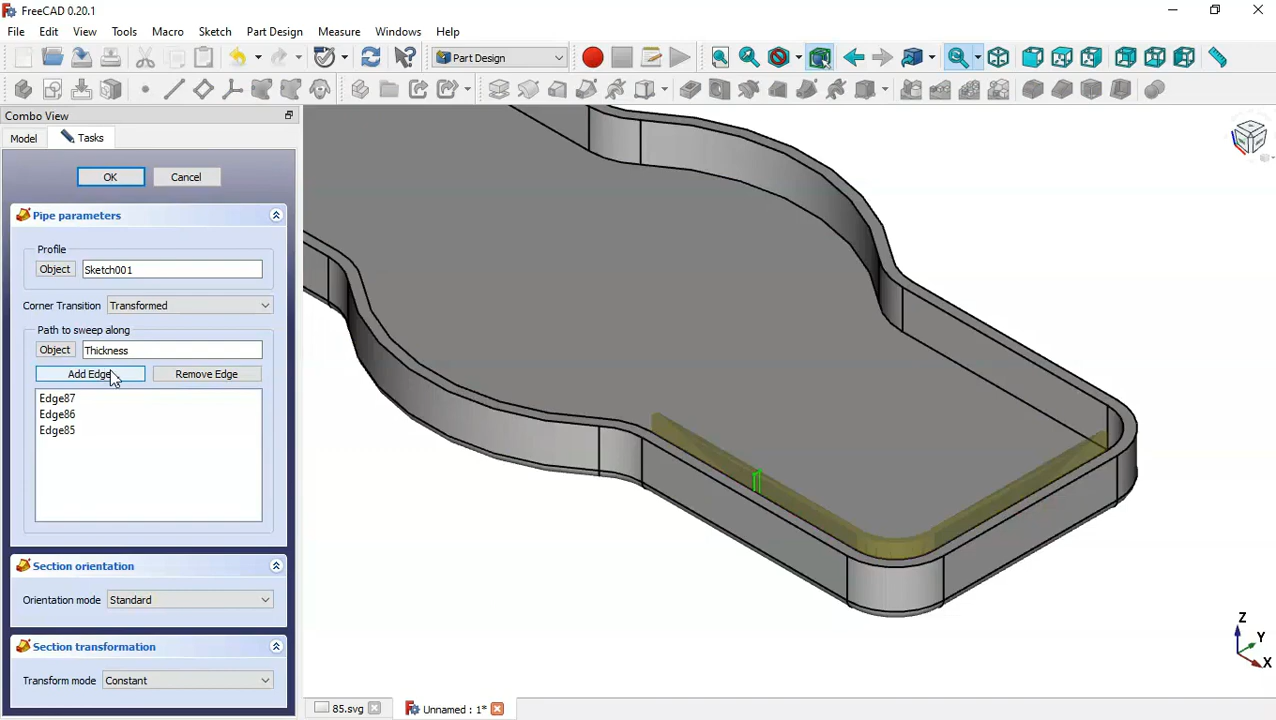 FreeCAD 0.20.1
File Edit View Tools Macro Sketch Part Design Measure Windows Help
Part Design
Combo View
Model Tasks
OK Cancel
Pipe parameters
Profile
Object Sketch001
Corner Transition Transformed
Path to sweep along
Object Thickness
Add Edge Remove Edge
Edge87
Edge86
Edge85
Section orientation
Orientation mode Standard
Section transformation
Transform mode Constant
Z
Y
X
85.svg Unnamed : 1*